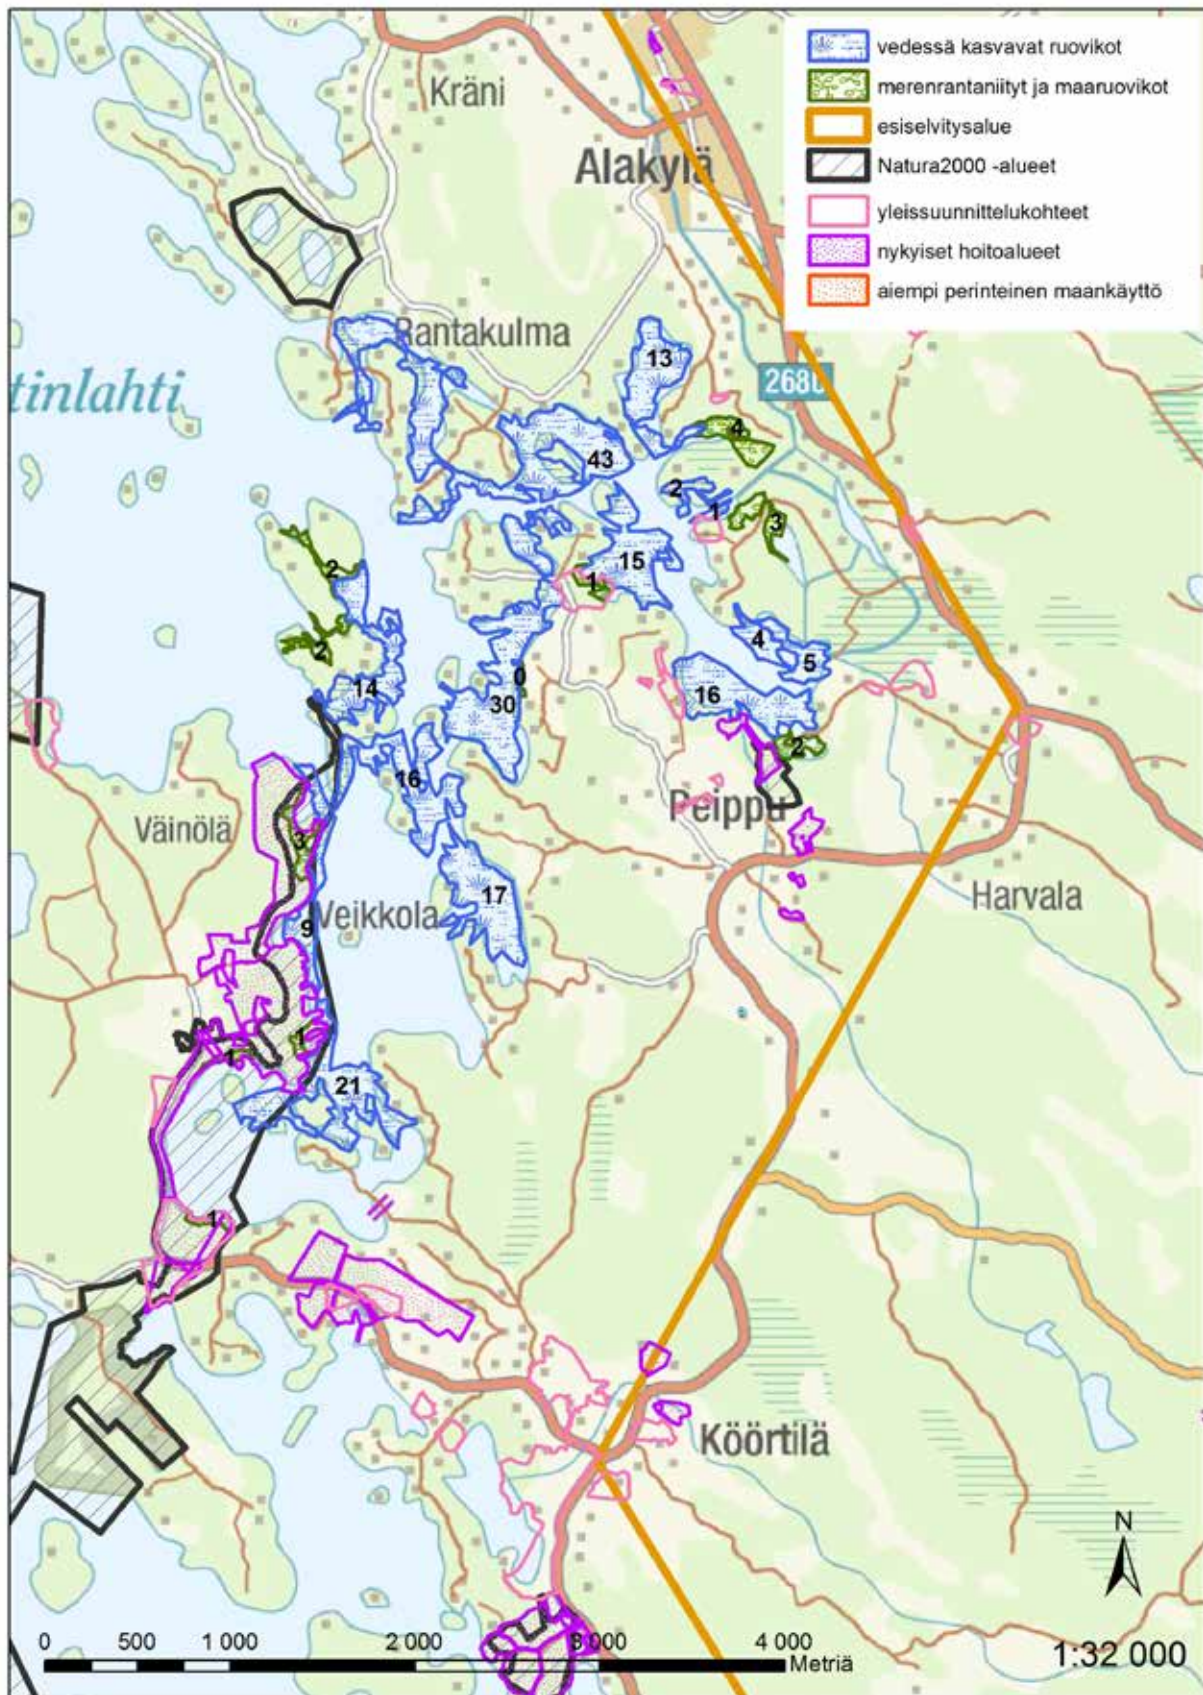 vedessä kasvavat ruovikot
merenrantaniityt ja maaruovikot
esiselvitysalue
Natura2000 -alueet
yleissuunnittelukohteet
nykyiset hoitoalueet
aiempi perinteinen maankäyttö
Kräni
Alakylä
Rantakulma
13
268
tinlahti
4
43
2
1
3
15
2
1
2
4
5
0
14
30
16
2
16
Peippu
Väinölä
3
17
Harvala
9
Veikkola
1
1
21
1
Köörtilä
N
0 500 1 000 2 000 3 000 4 000
Metriä
1:32 000